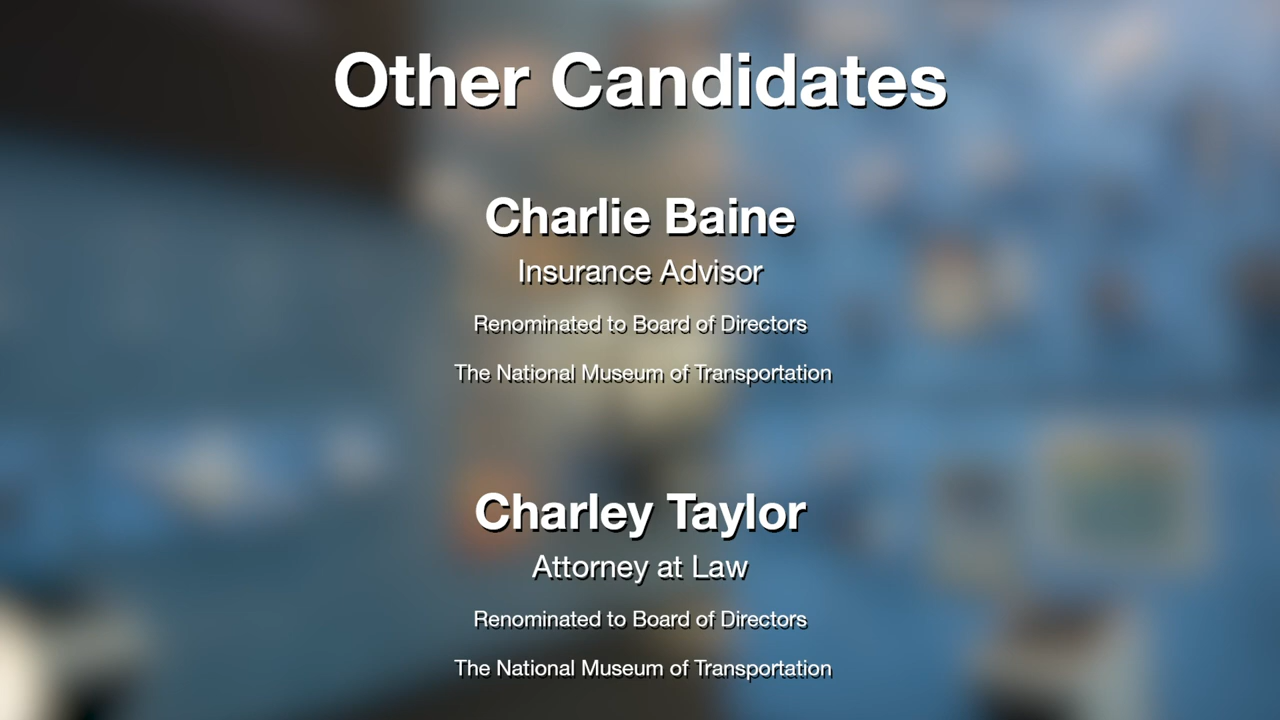 Other Candidates
Charlie Baine
Insurance Advisor
Renominated to Board of Directors
The National Museum of Transportation
Charley Taylor
Attorney at Law
Renominated to Board of Directors
The National Museum of Transportation